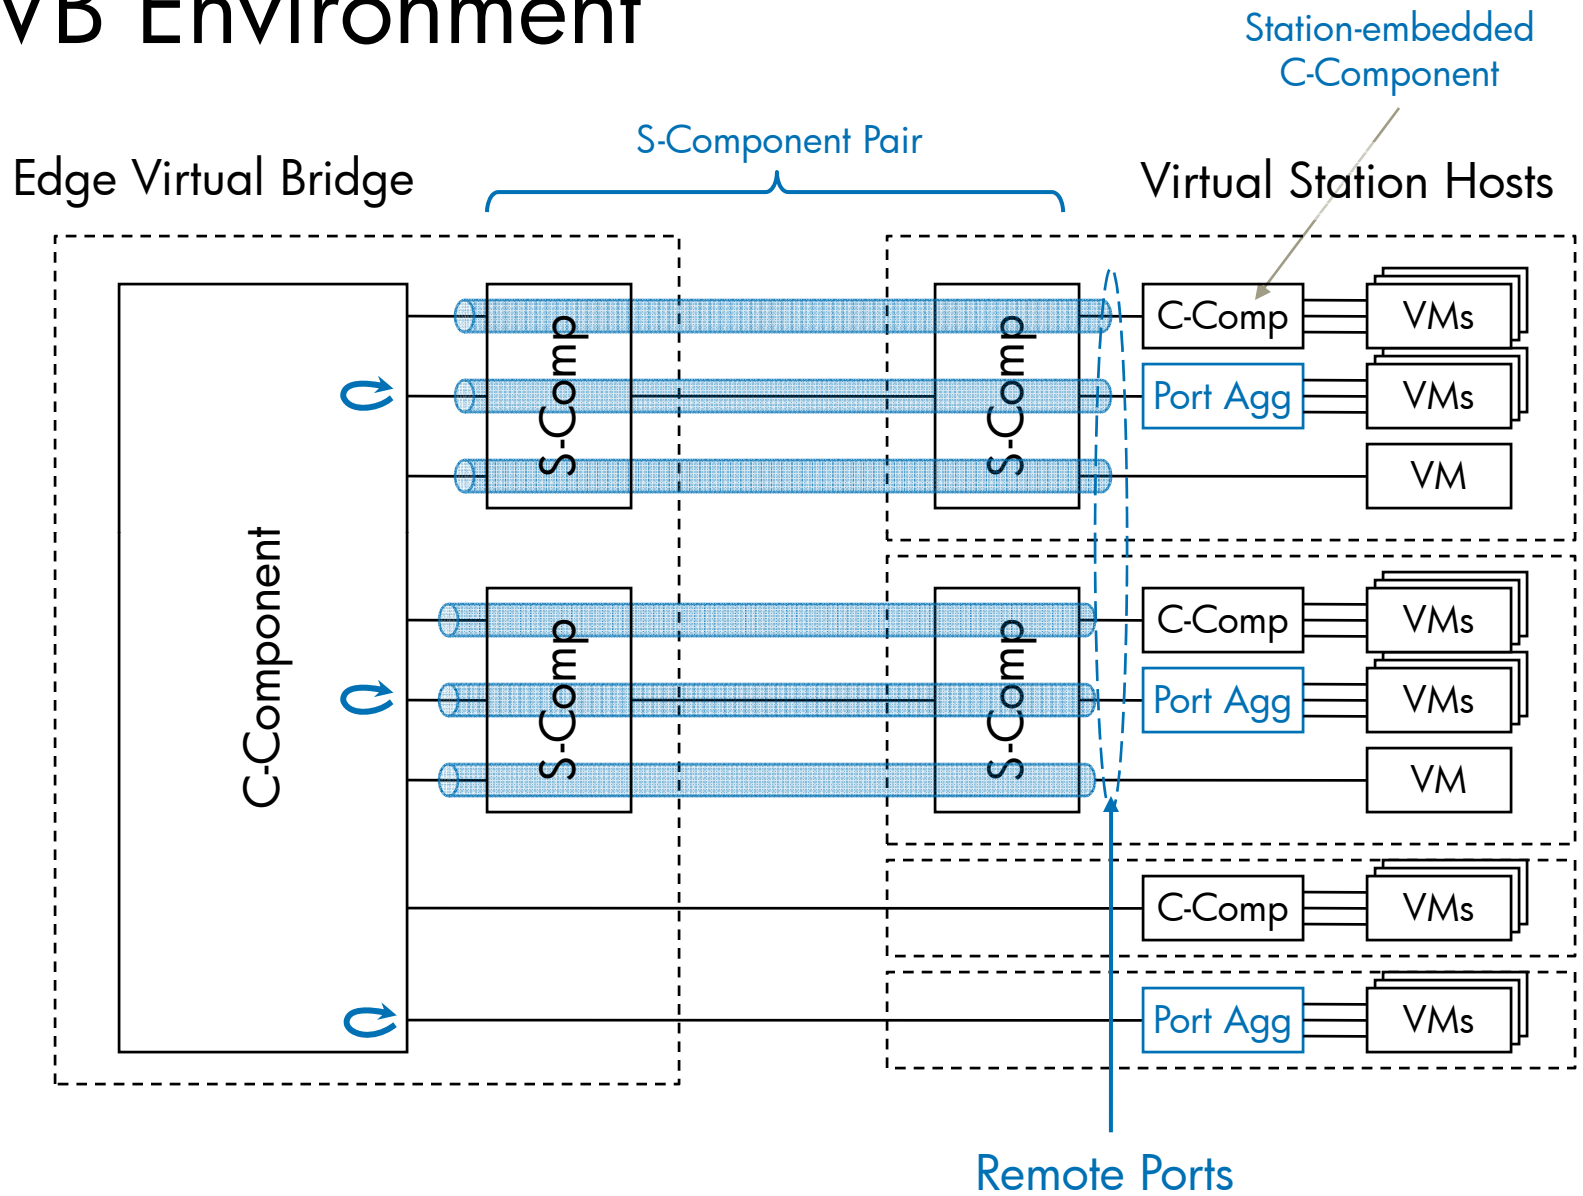 VB Environment
Station-embedded
C-Component
S-Component Pair
Edge Virtual Bridge
Virtual Station Hosts
C-Component
S-Comp
S-Comp
C-Comp
VMs
Port Agg
VMs
VM
S-Comp
S-Comp
C-Comp
VMs
Port Agg
VMs
VM
C-Comp
VMs
Port Agg
VMs
Remote Ports